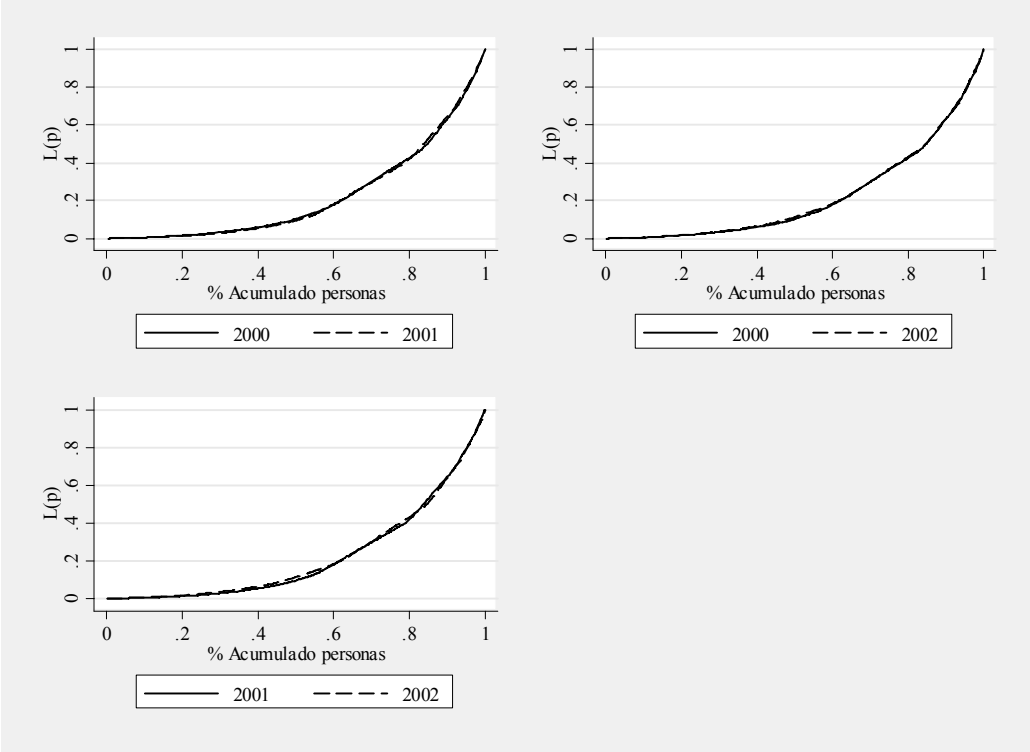 1
.8
.6
.4
.2
0
L(p)
0 .2 .4 .6 .8 1
% Acumulado personas
2000 2001
1
.8
.6
.4
.2
0
L(p)
0 .2 .4 .6 .8 1
% Acumulado personas
2000 2002
1
.8
.6
.4
.2
0
L(p)
0 .2 .4 .6 .8 1
% Acumulado personas
2001 2002